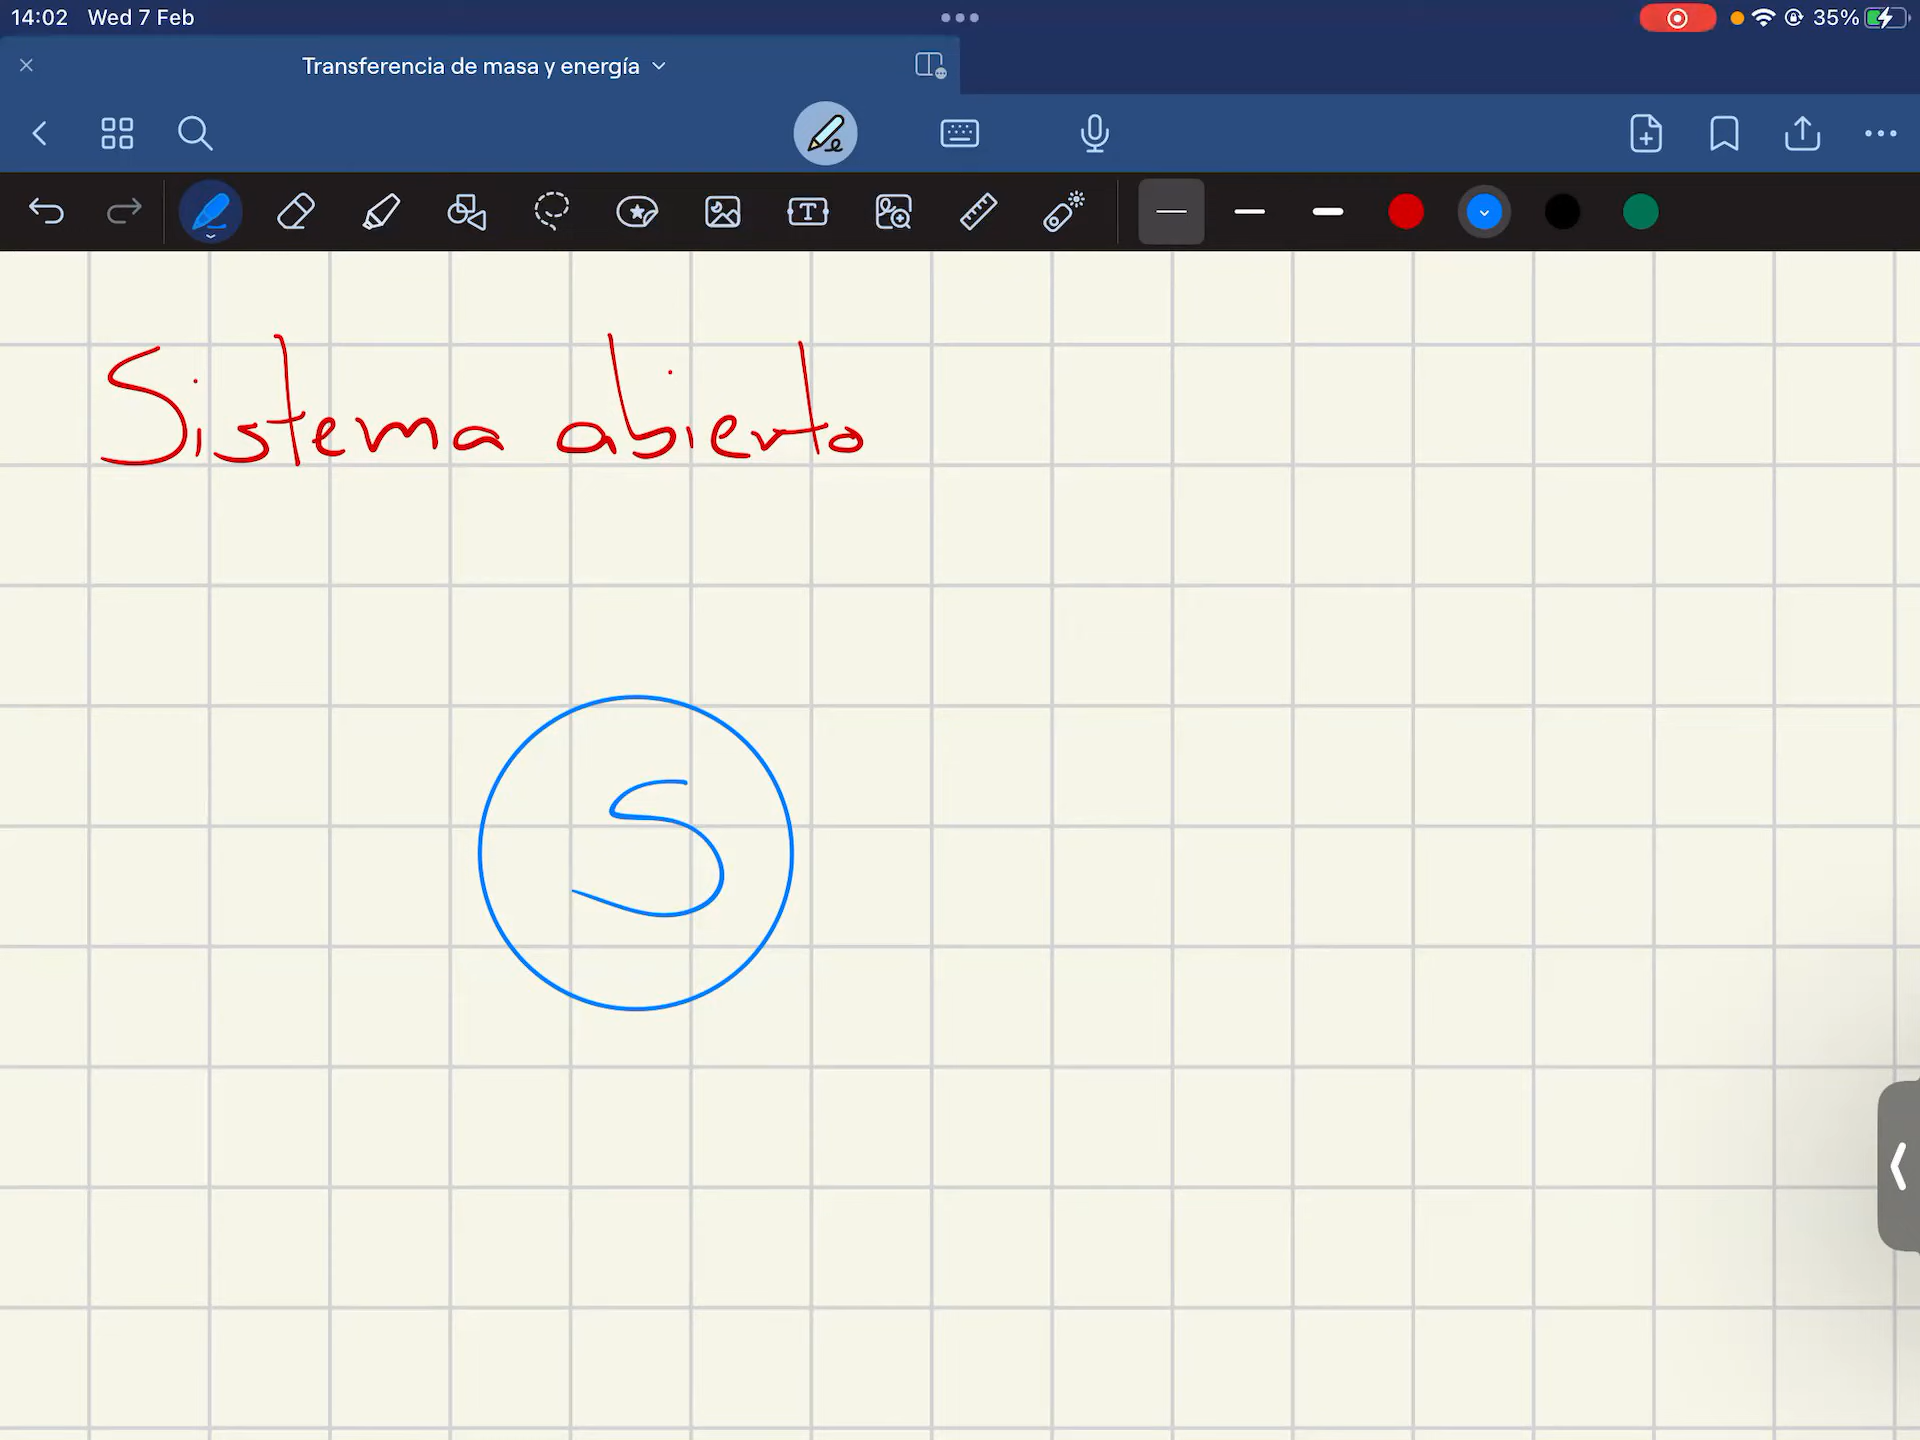 14:02 Wed 7 Feb
35%
Transferencia de masa y energía
Sistema abierto
S